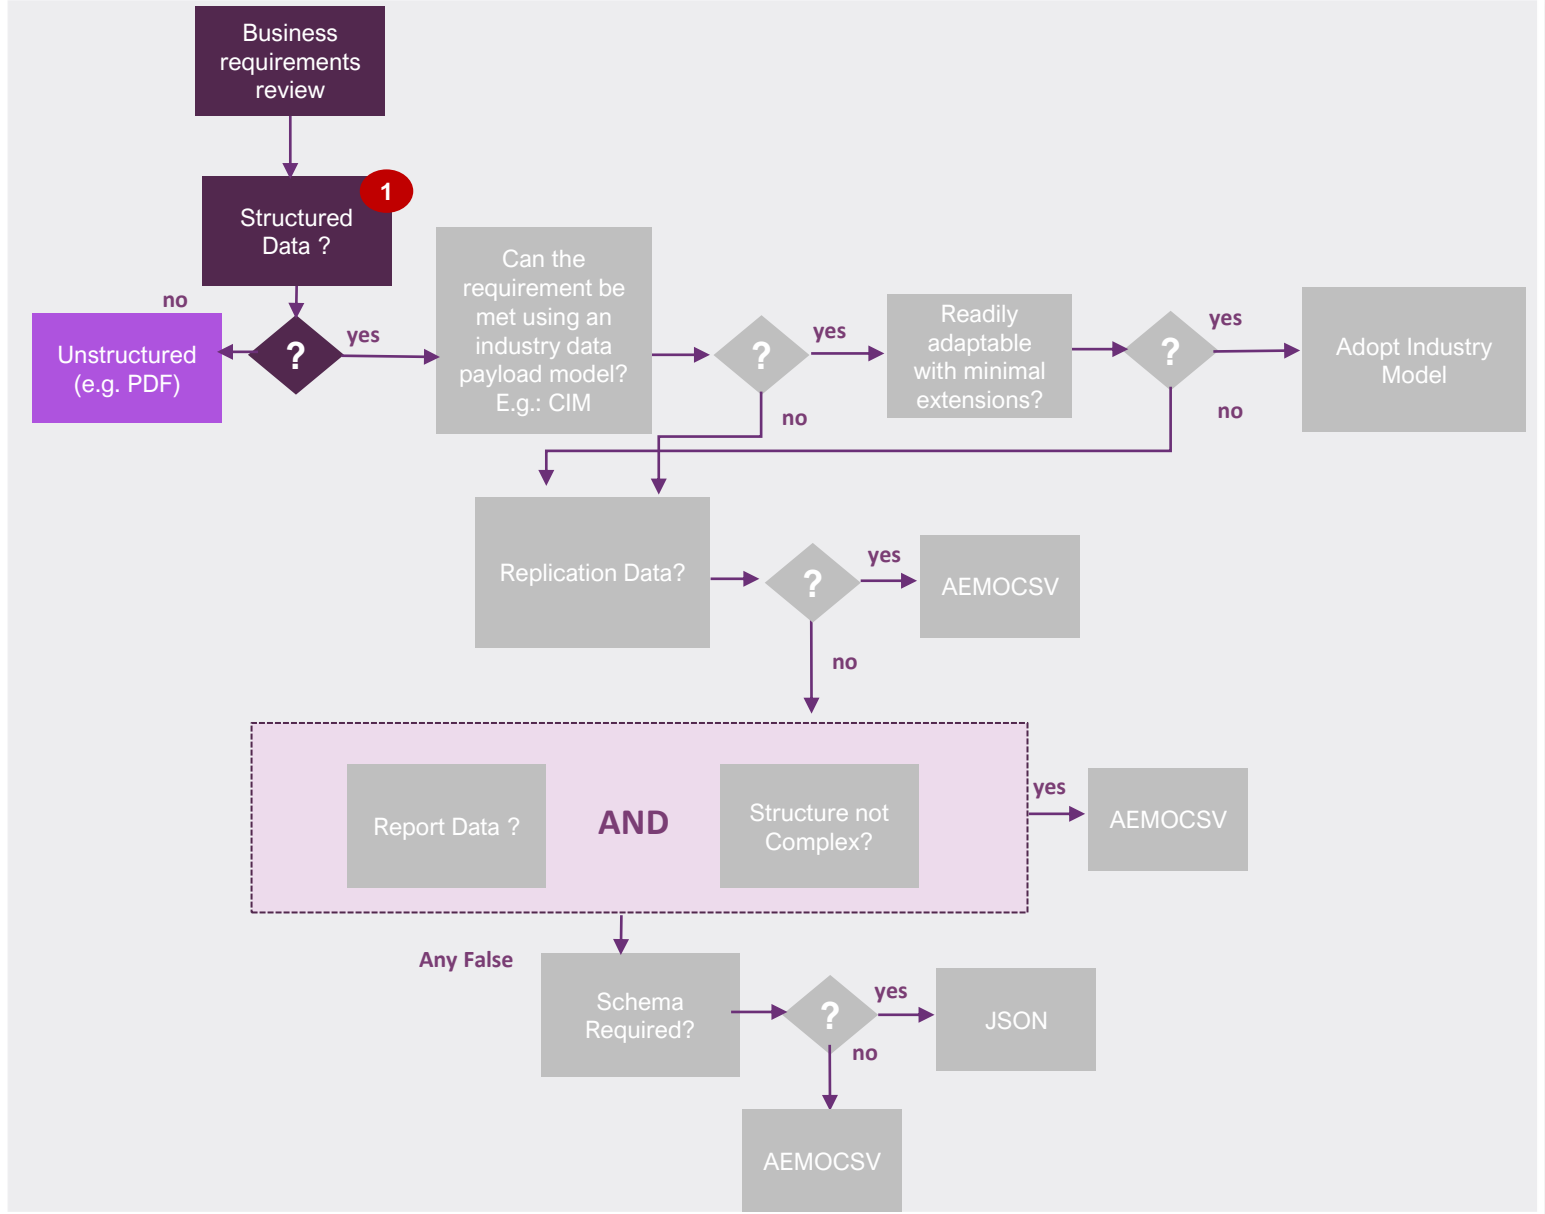 Business
requirements
review
1
Structured
Data ?
no
Unstructured
(e.g. PDF)
?
yes
Can the
requirement be
met using an
industry data
payload model?
E.g.: CIM
?
yes
no
Readily
adaptable
with minimal
extensions?
?
yes
no
Adopt Industry
Model
Replication Data?
?
yes
no
AEMOCSV
Report Data ?
AND
Structure not
Complex?
yes
AEMOCSV
Any False
Schema
Required?
?
yes
no
JSON
AEMOCSV